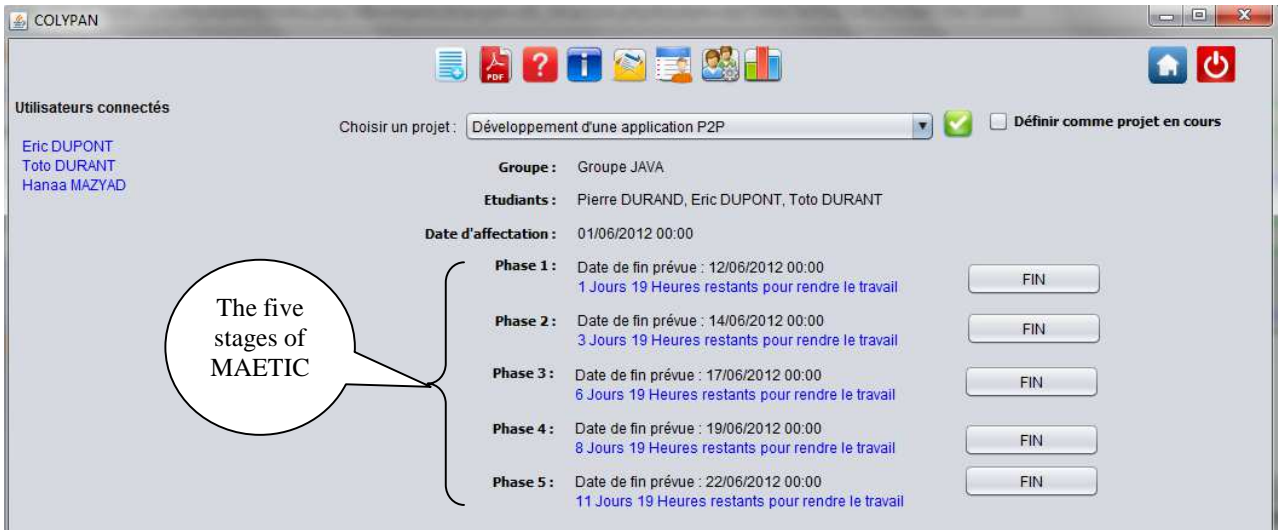 COLYPAN
PDF
Utilisateurs connectés
Eric DUPONT
Toto DURANT
Hanaa MAZYAD
Choisir un projet : Développement d'une application P2P
Définir comme projet en cours
Groupe : Groupe JAVA
Etudiants : Pierre DURAND, Eric DUPONT, Toto DURANT
Date d'affectation : 01/06/2012 00:00
The five
stages of
MAETIC
Phase 1 : Date de fin prévue : 12/06/2012 00:00
1 Jours 19 Heures restants pour rendre le travail
FIN
Phase 2 : Date de fin prévue : 14/06/2012 00:00
3 Jours 19 Heures restants pour rendre le travail
FIN
Phase 3 : Date de fin prévue : 17/06/2012 00:00
6 Jours 19 Heures restants pour rendre le travail
FIN
Phase 4 : Date de fin prévue : 19/06/2012 00:00
8 Jours 19 Heures restants pour rendre le travail
FIN
Phase 5 : Date de fin prévue : 22/06/2012 00:00
11 Jours 19 Heures restants pour rendre le travail
FIN